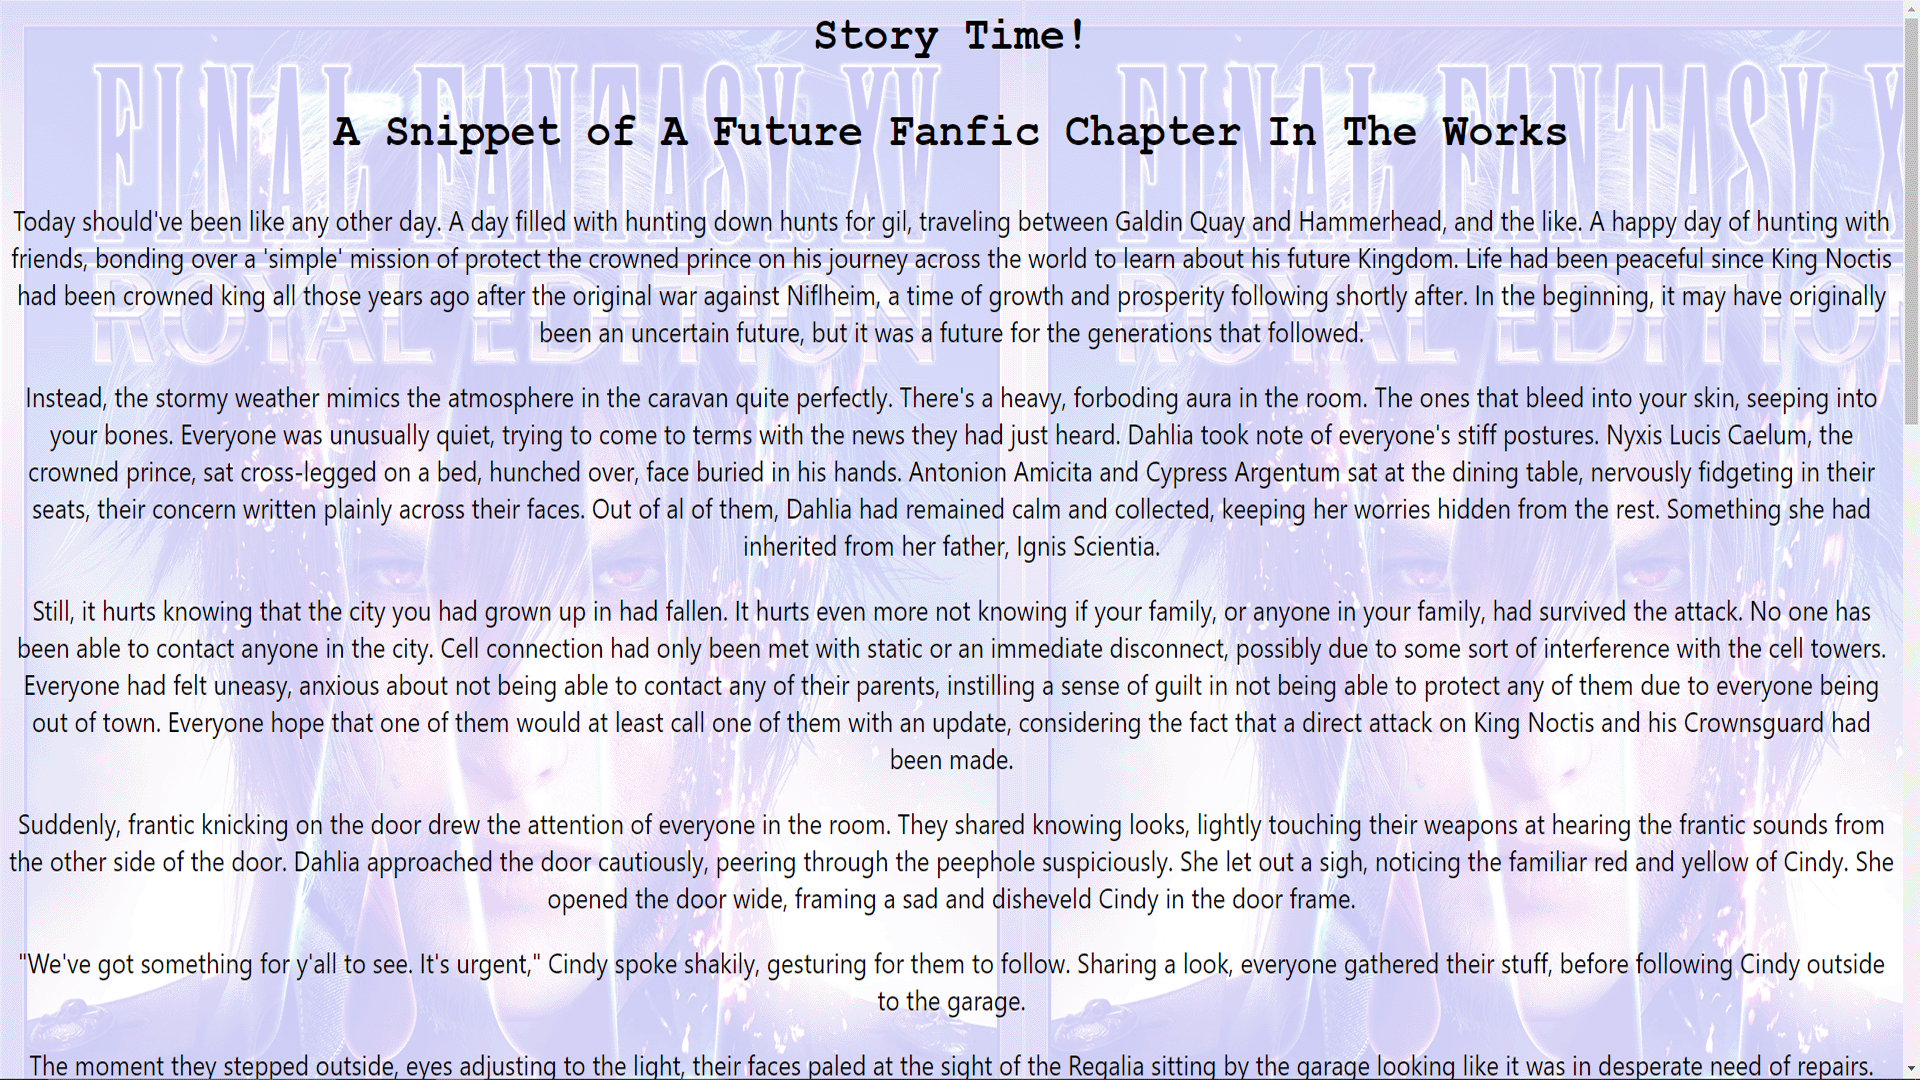 Story Time!
A Snippet of A Future Fanfic Chapter In The Works
FINAL FANTASY XV
ROYAL EDITION
FINAL FANTASY X
ROYAL EDITION
Today should've been like any other day. A day filled with hunting down hunts for gil, traveling between Galdin Quay and Hammerhead, and the like. A happy day of hunting with
friends, bonding over a 'simple' mission of protect the crowned prince on his journey across the world to learn about his future Kingdom. Life had been peaceful since King Noctis
had been crowned king all those years ago after the original war against Niflheim, a time of growth and prosperity following shortly after. In the beginning, it may have originally
been an uncertain future, but it was a future for the generations that followed.
Instead, the stormy weather mimics the atmosphere in the caravan quite perfectly. There's a heavy, forboding aura in the room. The ones that bleed into your skin, seeping into
your bones. Everyone was unusually quiet, trying to come to terms with the news they had just heard. Dahlia took note of everyone's stiff postures. Nyxis Lucis Caelum, the
crowned prince, sat cross-legged on a bed, hunched over, face buried in his hands. Antonion Amicita and Cypress Argentum sat at the dining table, nervously fidgeting in their
seats, their concern written plainly across their faces. Out of al of them, Dahlia had remained calm and collected, keeping her worries hidden from the rest. Something she had
inherited from her father, Ignis Scientia.
Still, it hurts knowing that the city you had grown up in had fallen. It hurts even more not knowing if your family, or anyone in your family, had survived the attack. No one has
been able to contact anyone in the city. Cell connection had only been met with static or an immediate disconnect, possibly due to some sort of interference with the cell towers.
Everyone had felt uneasy, anxious about not being able to contact any of their parents, instilling a sense of guilt in not being able to protect any of them due to everyone being
out of town. Everyone hope that one of them would at least call one of them with an update, considering the fact that a direct attack on King Noctis and his Crownsguard had
been made.
Suddenly, frantic knicking on the door drew the attention of everyone in the room. They shared knowing looks, lightly touching their weapons at hearing the frantic sounds from
the other side of the door. Dahlia approached the door cautiously, peering through the peephole suspiciously. She let out a sigh, noticing the familiar red and yellow of Cindy. She
opened the door wide, framing a sad and disheveld Cindy in the door frame.
"We've got something for y'all to see. It's urgent," Cindy spoke shakily, gesturing for them to follow. Sharing a look, everyone gathered their stuff, before following Cindy outside
to the garage.
The moment they stepped outside, eyes adjusting to the light, their faces paled at the sight of the Regalia sitting by the garage looking like it was in desperate need of repairs.